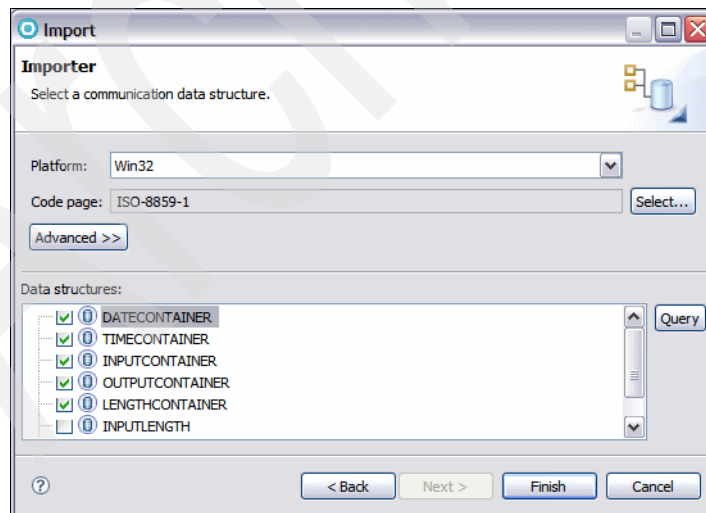 Import
Importer
Select a communication data structure.
Platform: Win32
Code page: ISO-8859-1 Select...
Advanced >>
Data structures:
DATECONTAINER Query
TIMECONTAINER
INPUTCONTAINER
OUTPUTCONTAINER
LENGTHCONTAINER
INPUTLENGTH
? < Back Next > Finish Cancel